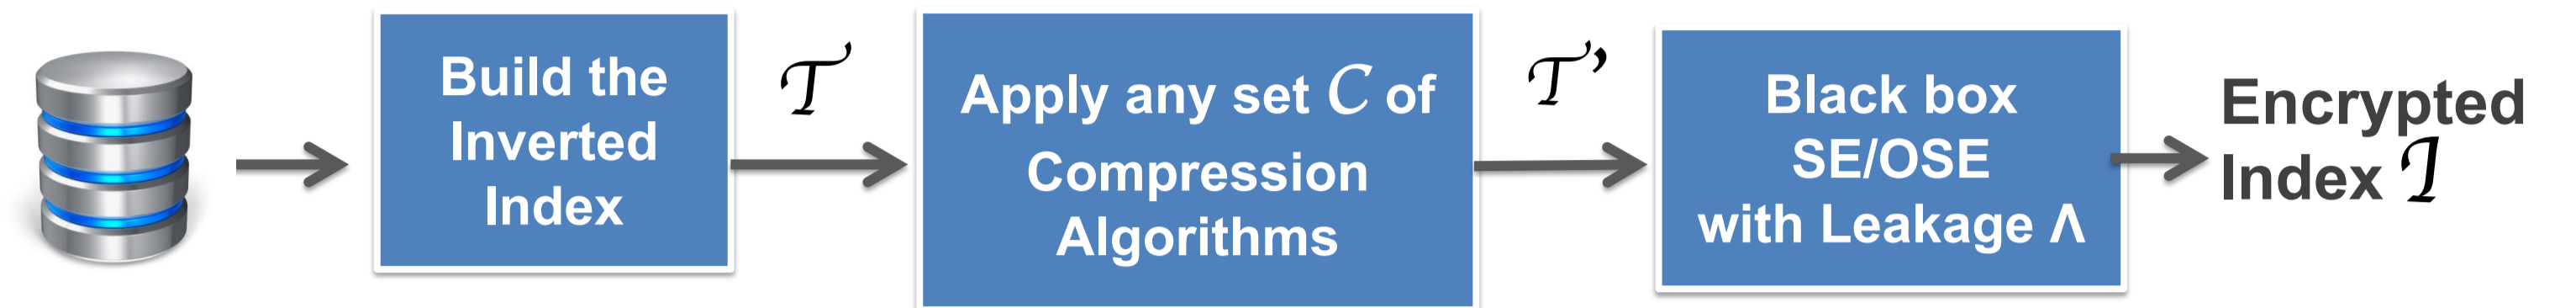 Build the
Inverted
Index
𝒯
Apply any set C of
Compression
Algorithms
𝒯’
Black box
SE/OSE
with Leakage Λ
Encrypted
Index ℐ